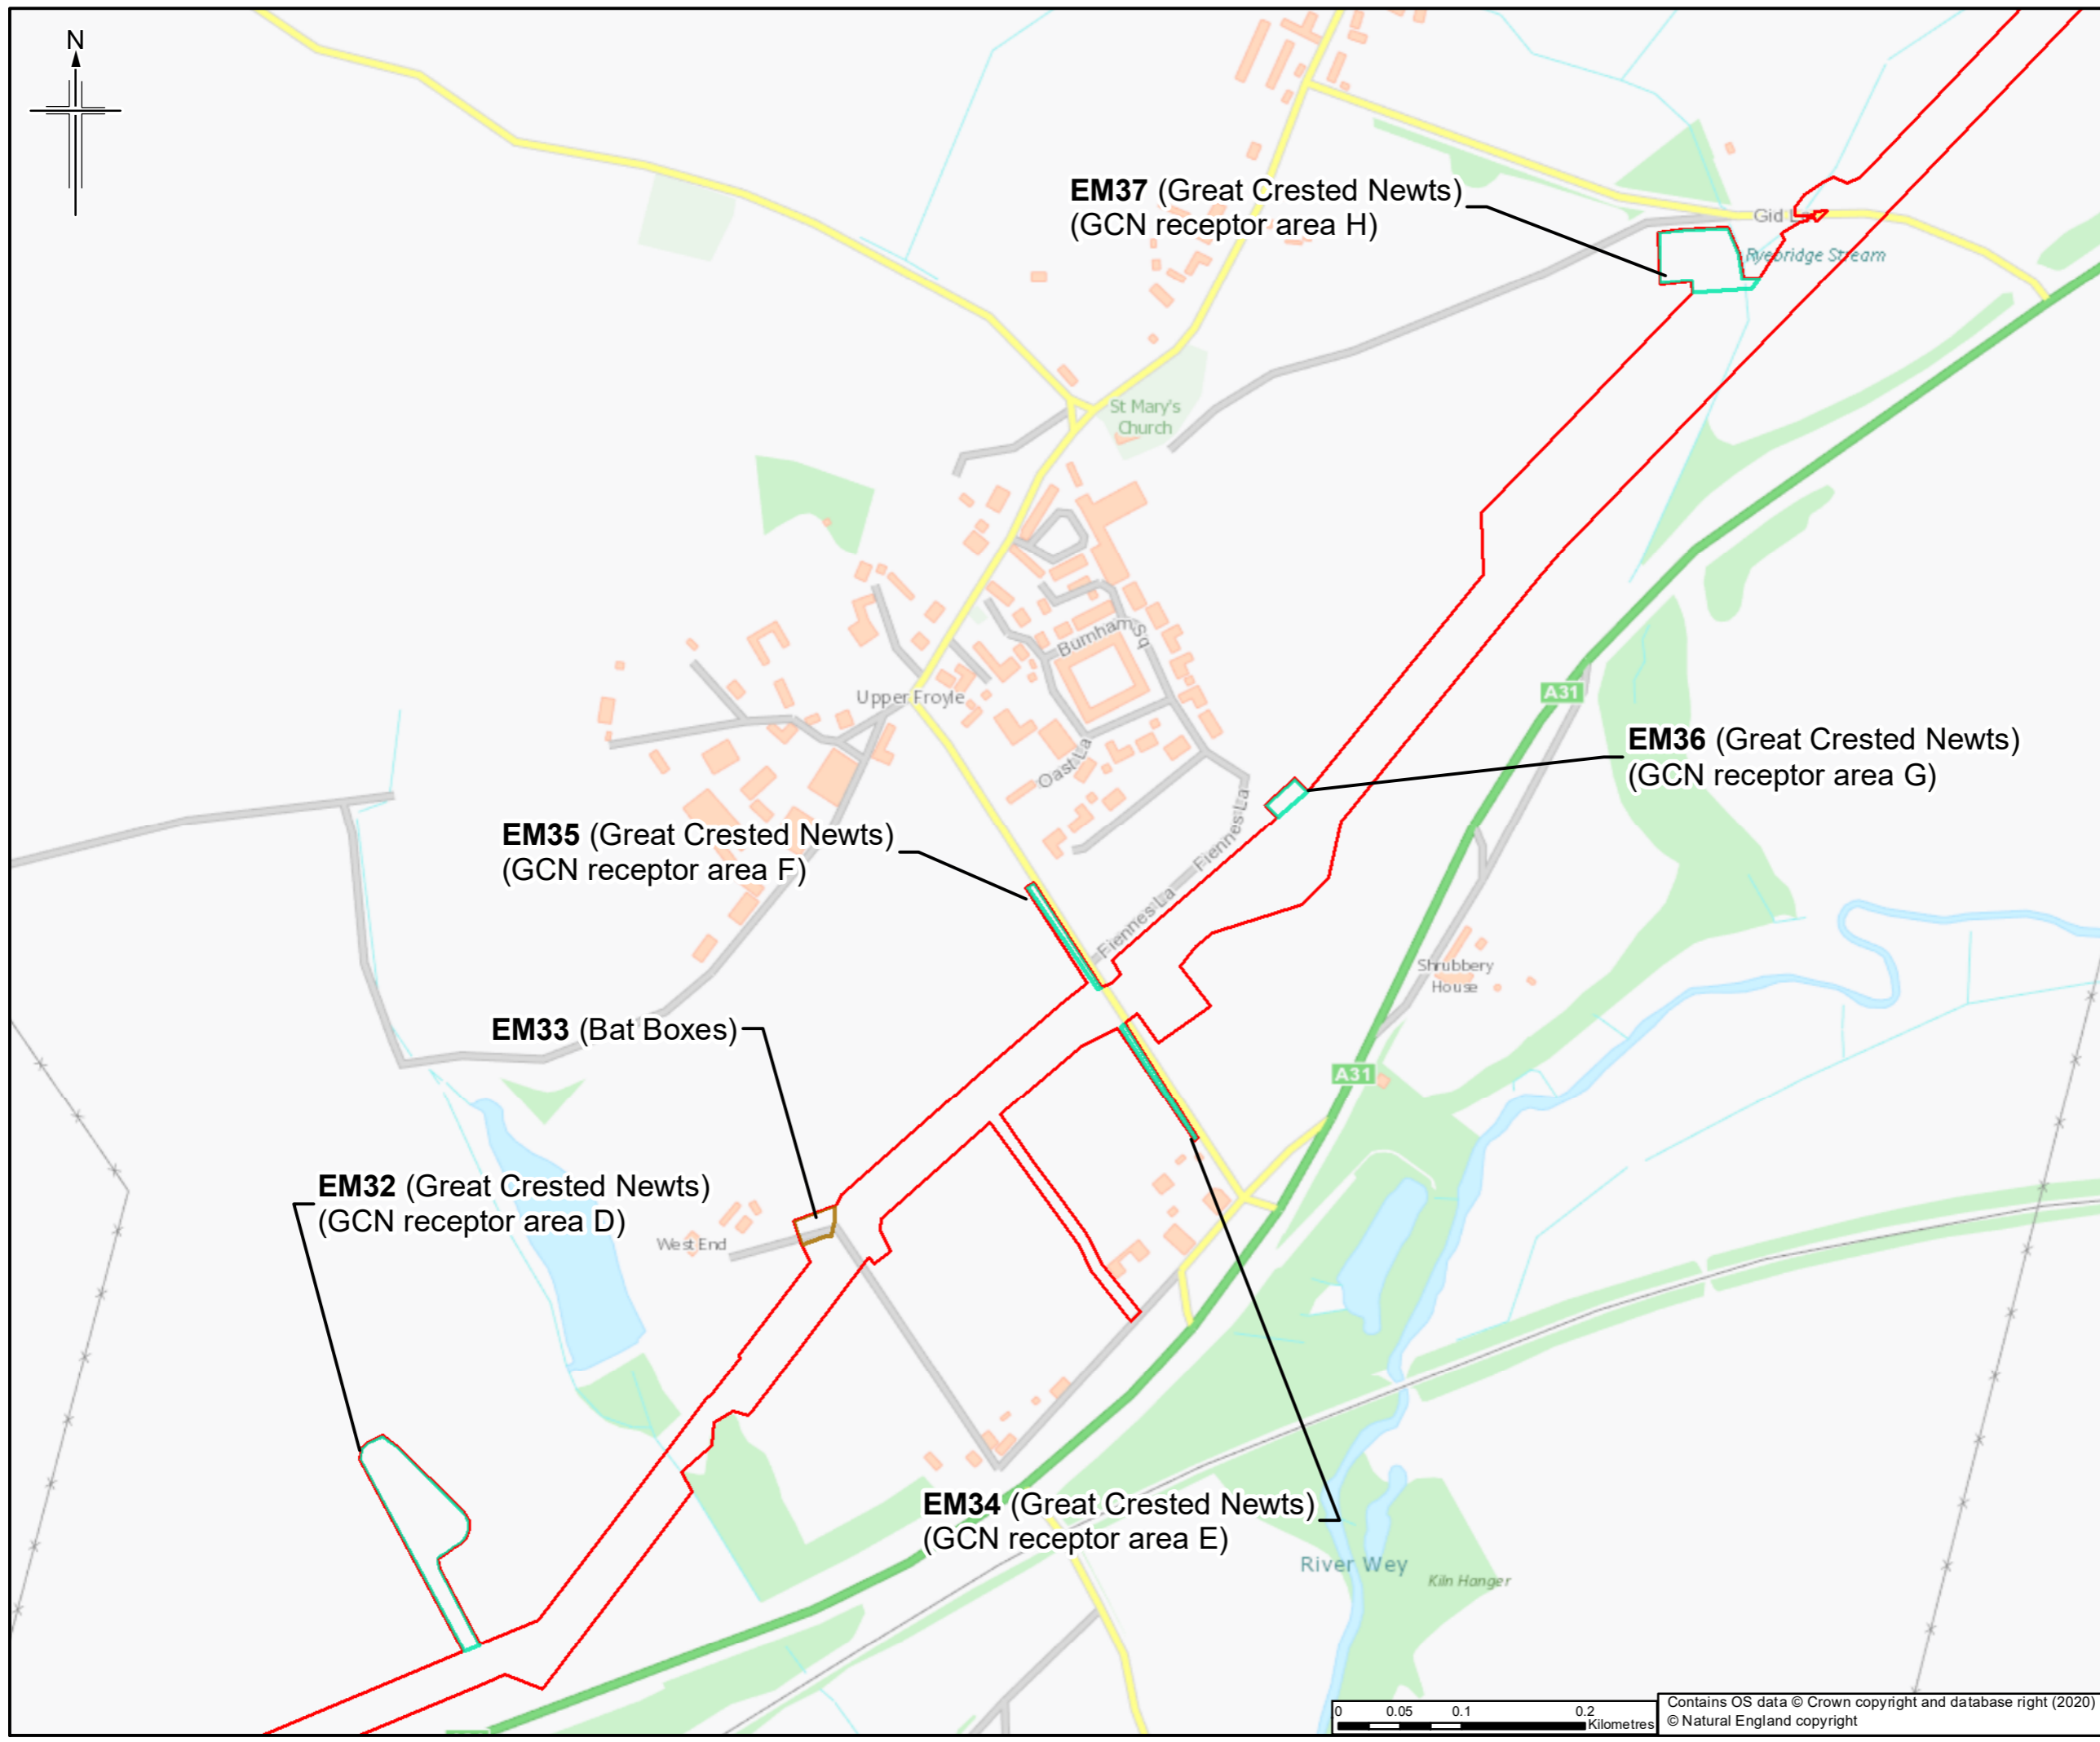 N
EM37 (Great Crested Newts)
(GCN receptor area H)
Ryebridge Stream
St Mary's
Church
Burnham Sq
Upper Froyle
A31
EM36 (Great Crested Newts)
(GCN receptor area G)
Oast La
EM35 (Great Crested Newts)
(GCN receptor area F)
Fiennes La
Fiennes La
Shrubbery
House
EM33 (Bat Boxes)
A31
EM32 (Great Crested Newts)
(GCN receptor area D)
West End
EM34 (Great Crested Newts)
(GCN receptor area E)
River Wey
Kiln Hanger
0 0.05 0.1 0.2
Kilometres
Contains OS data © Crown copyright and database right (2020)
© Natural England copyright